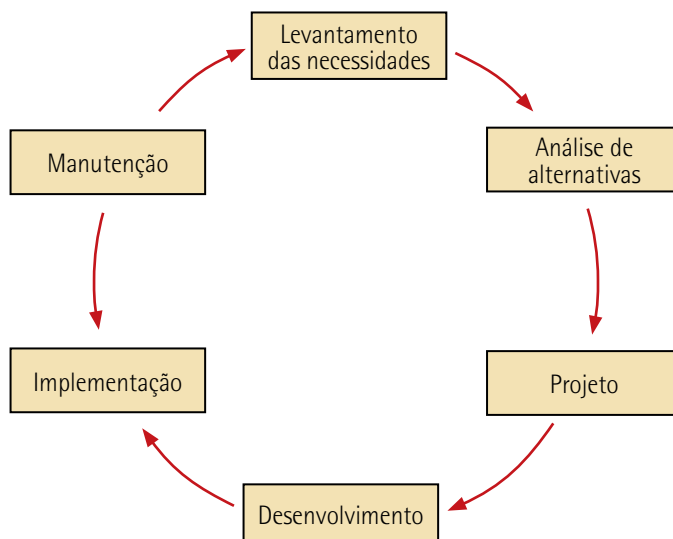 Levantamento
das necessidades
Análise de
alternativas
Projeto
Desenvolvimento
Implementação
Manutenção